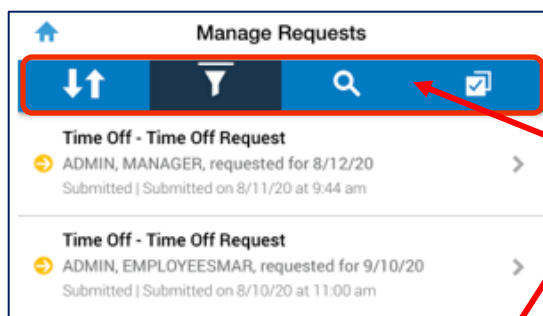 Manage Requests
Time Off - Time Off Request
ADMIN, MANAGER, requested for 8/12/20
Submitted | Submitted on 8/11/20 at 9:44 am
Time Off - Time Off Request
ADMIN, EMPLOYEESMAR, requested for 9/10/20
Submitted | Submitted on 8/10/20 at 11:00 am